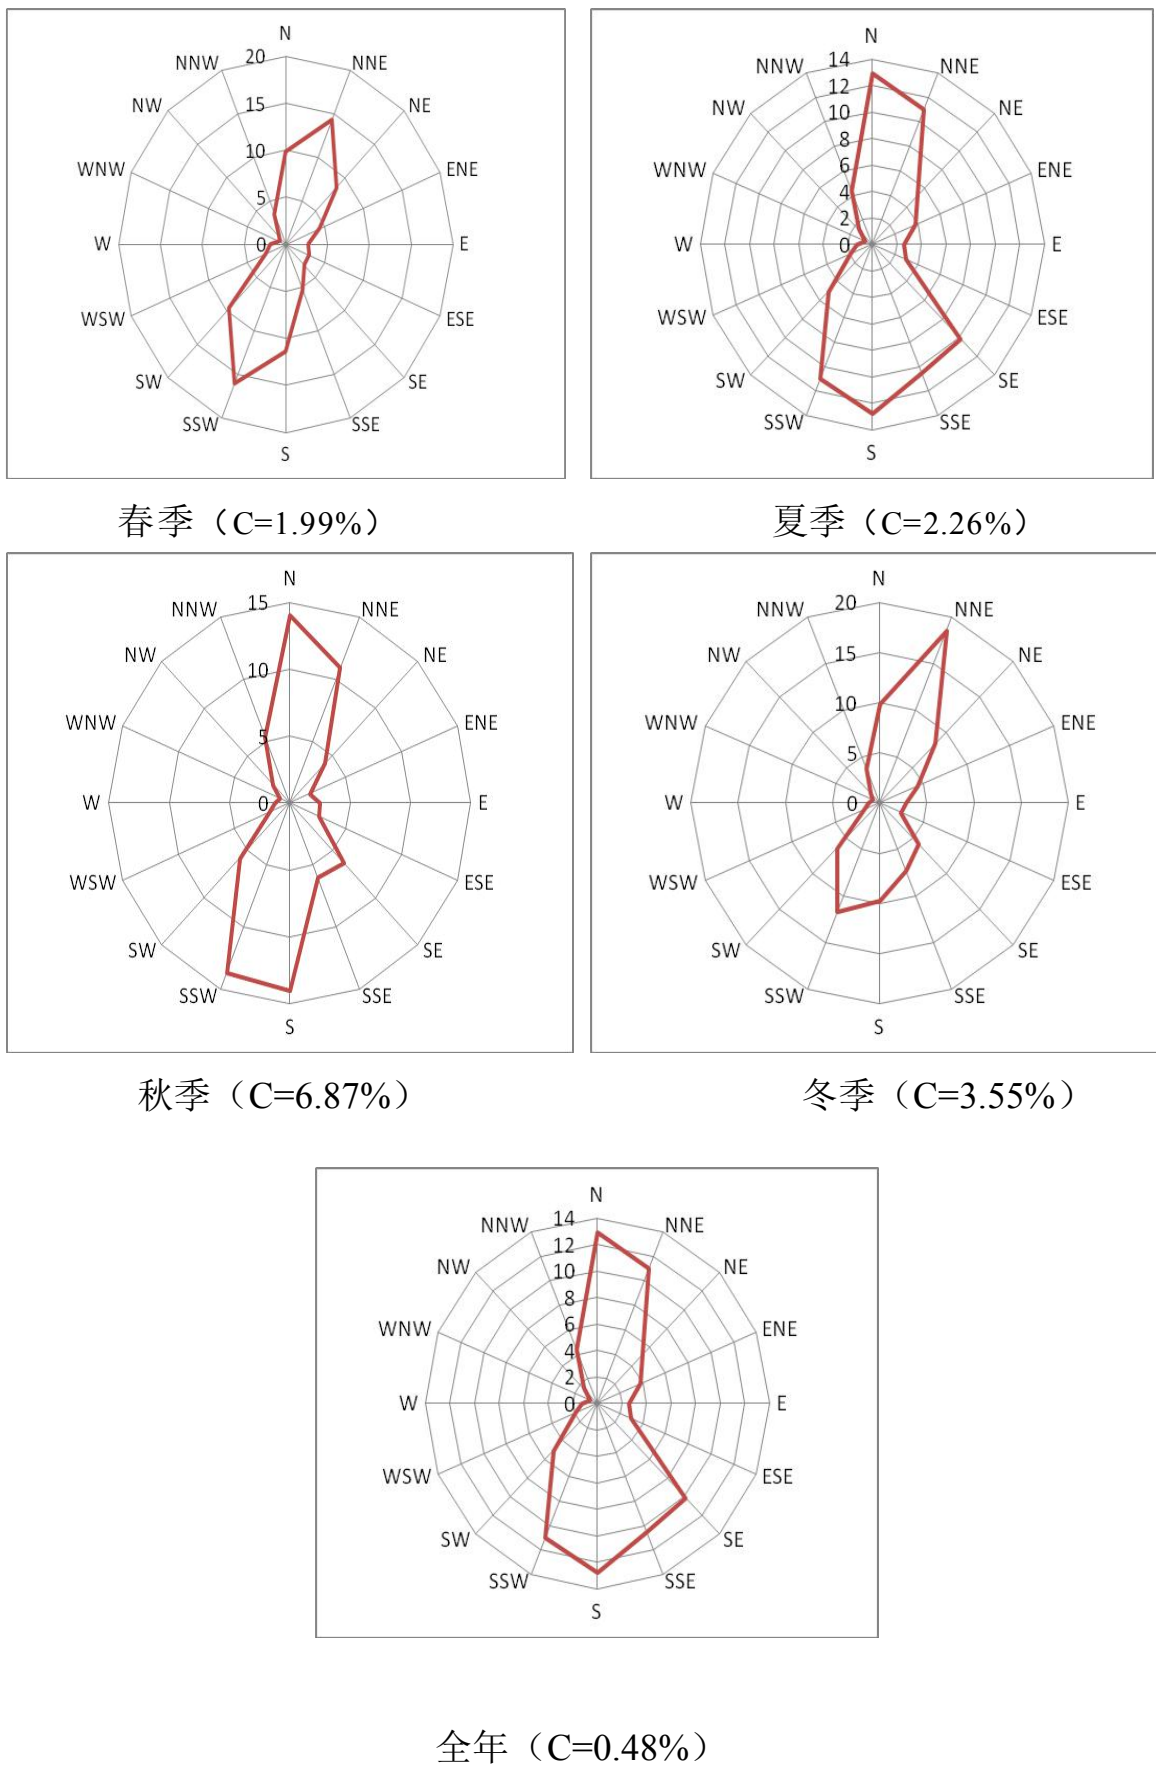 N
NNW 20 NNE
NW 15 NE
WNW 10 ENE
5
W 0 E
WSW ESE
SW SE
SSW SSE
S
N
NNW 14 NNE
12
NW 10 NE
8
WNW 6 ENE
4
2
W 0 E
WSW ESE
SW SE
SSW SSE
S
春季（C=1.99%）
夏季（C=2.26%）
N
NNW 15 NNE
NW NE
10
WNW ENE
5
W 0 E
WSW ESE
SW SE
SSW SSE
S
N
NNW 20 NNE
NW 15 NE
WNW 10 ENE
5
W 0 E
WSW ESE
SW SE
SSW SSE
S
秋季（C=6.87%）
冬季（C=3.55%）
N
NNW 14 NNE
12
NW 10 NE
8
WNW 6 ENE
4
2
W 0 E
WSW ESE
SW SE
SSW SSE
S
全年（C=0.48%）